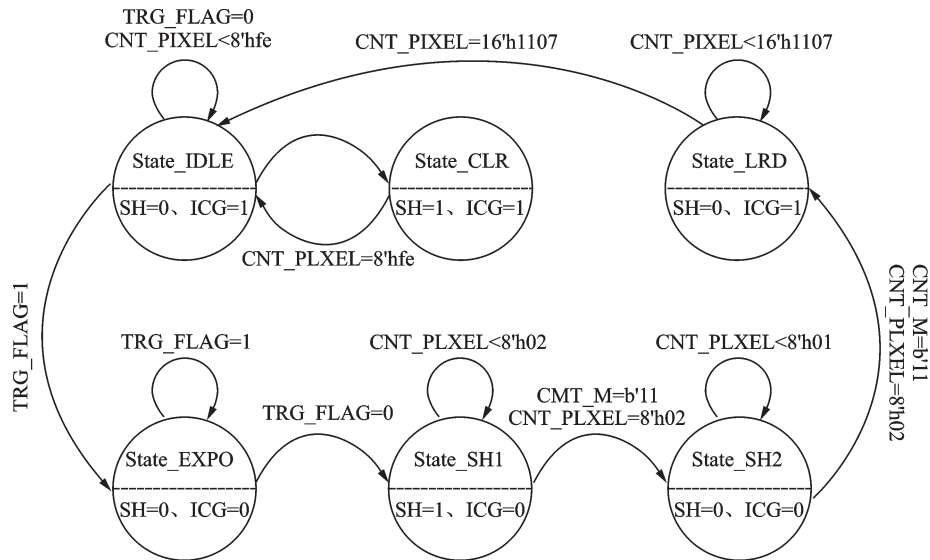 TRG_FLAG=0
CNT_PIXEL<8'hfe
CNT_PIXEL=16'h1107
CNT_PIXEL<16'h1107
State_IDLE
SH=0、ICG=1
State_CLR
SH=1、ICG=1
State_LRD
SH=0、ICG=1
CNT_PLXEL=8'hfe
TRG_FLAG=1
CNT_M=b'11
CNT_PLXEL=8'h02
TRG_FLAG=1
CNT_PLXEL<8'h02
CNT_PLXEL<8'h01
TRG_FLAG=0
CMT_M=b'11
CNT_PLXEL=8'h02
State_EXPO
SH=0、ICG=0
State_SH1
SH=1、ICG=0
State_SH2
SH=0、ICG=0